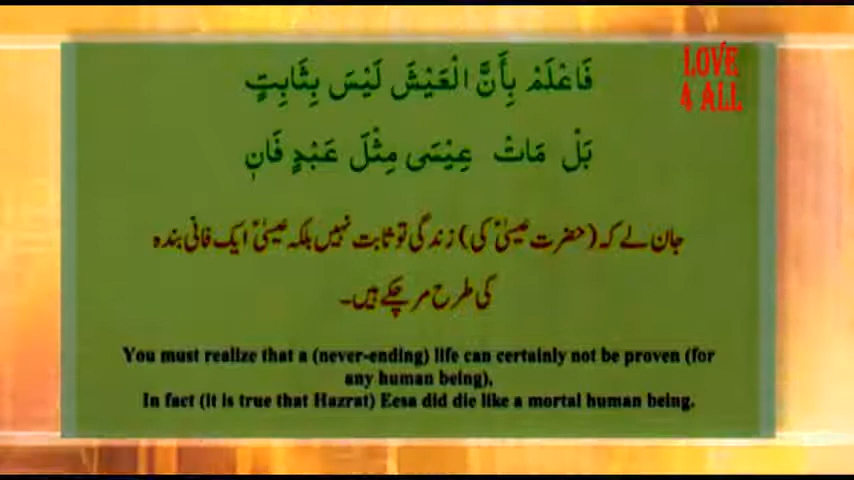 LOVE
4 ALL
فَاعْلَمْ بِأَنَّ الْعَيْشَ لَيْسَ بِثَابِتٍ
بَلْ مَاتَ عِيْسَى مِثْلَ عَبْدٍ فَانٖ
جان لے کہ (حضرت عیسیٰؑ کی) زندگی تو ثابت نہیں بلکہ عیسیٰؑ ایک فانی بندہ
کی طرح مر چکے ہیں۔
You must realize that a (never-ending) life can certainly not be proven (for
any human being),
In fact (it is true that Hazrat) Eesa did die like a mortal human being.